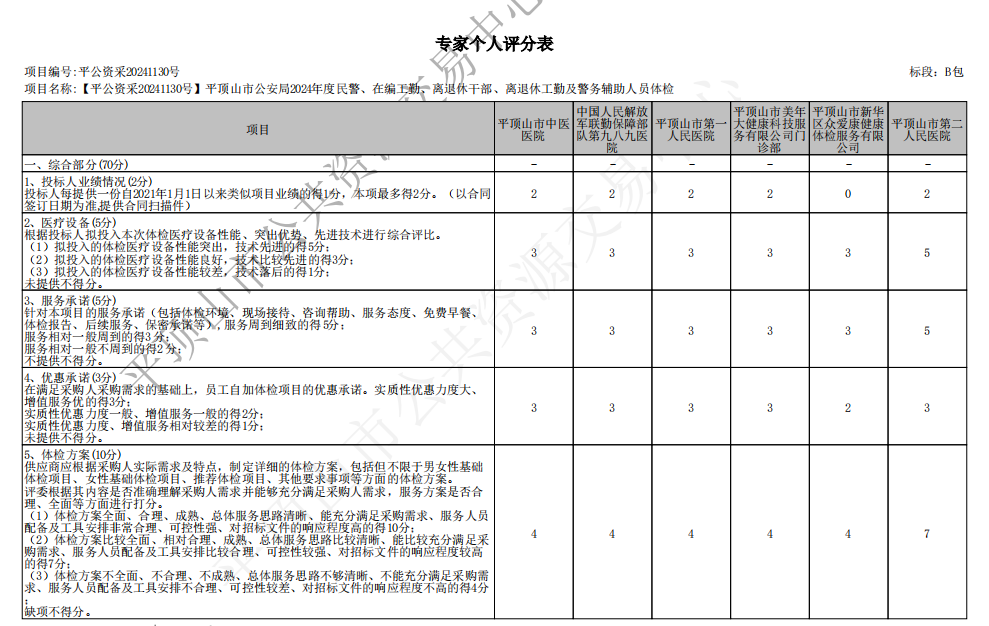 专家个人评分表
项目编号:平公资采20241130号
标段: B包
项目名称:【平公资采20241130号】平顶山市公安局2024年度民警、在编工勤、离退休干部、离退休工勤及警务辅助人员体检
项目 平顶山市中医医院 中国人民解放军联勤保障部队第九八九医院 平顶山市第一人民医院 平顶山市美年大健康科技服务有限公司门诊部 平顶山市新华区众爱康健康体检服务有限公司 平顶山市第二人民医院
一、综合部分(70分) - - - - - -
1、投标人业绩情况(2分)
投标人每提供一份自2021年1月1日以来类似项目业绩的得1分，本项最多得2分。（以合同
签订日期为准,提供合同扫描件）
2 2 2 2 0 2
2、医疗设备(5分)
根据投标人拟投入本次体检医疗设备性能、突出优势、先进技术进行综合评比。
（1）拟投入的体检医疗设备性能突出，技术先进的得5分；
（2）拟投入的体检医疗设备性能良好，技术比较先进的得3分；
（3）拟投入的体检医疗设备性能较差，技术落后的得1分；
未提供不得分。
3 3 3 3 3 5
3、服务承诺(5分)
针对本项目的服务承诺（包括体检环境、现场接待、咨询帮助、服务态度、免费早餐、
体检报告、后续服务、保密承诺等），服务周到细致的得5分；
服务相对一般周到的得3分；
服务相对一般不周到的得2分；
不提供不得分。
3 3 3 3 3 5
4、优惠承诺(3分)
在满足采购人采购需求的基础上，员工自加体检项目的优惠承诺。实质性优惠力度大、
增值服务优的得3分；
实质性优惠力度一般、增值服务一般的得2分；
实质性优惠力度、增值服务相对较差的得1分；
未提供不得分。
3 3 3 3 2 3
5、体检方案(10分)
供应商应根据采购人实际需求及特点，制定详细的体检方案，包括但不限于男女性基础
体检项目、女性基础体检项目、推荐体检项目、其他要求事项等方面的体检方案。
评委根据其内容是否准确理解采购人需求并能够充分满足采购人需求，服务方案是否合
理、全面等方面进行打分。
（1）体检方案全面、合理、成熟、总体服务思路清晰、能充分满足采购需求、服务人员
配备及工具安排非常合理、可控性强、对招标文件的响应程度高的得10分；
（2）体检方案比较全面、相对合理、成熟、总体服务思路比较清晰、能比较充分满足采
购需求、服务人员配备及工具安排比较合理、可控性较强、对招标文件的响应程度较高
的得7分；
（3）体检方案不全面、不合理、不成熟、总体服务思路不够清晰、不能充分满足采购需
求、服务人员配备及工具安排不合理、可控性较差、对招标文件的响应程度不高的得4分
；
缺项不得分。
4 4 4 4 4 7
平顶山市公共资源交易中心